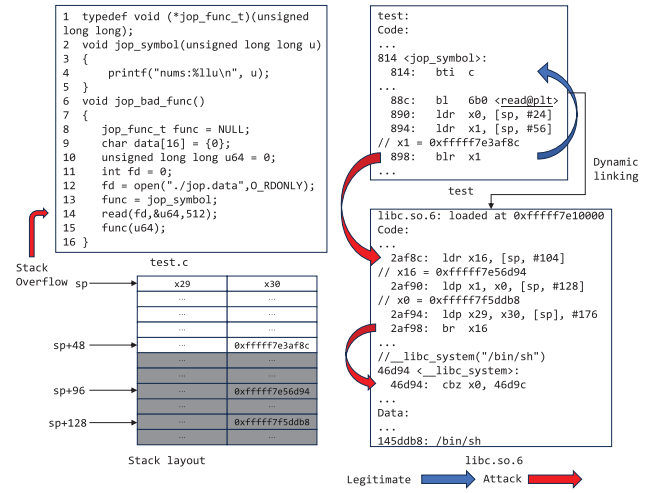 1 typedef void (*jop_func_t)(unsigned
long long);
2 void jop_symbol(unsigned long long u)
3 {
4 printf("nums:%llu\n", u);
5 }
6 void jop_bad_func()
7 {
8 jop_func_t func = NULL;
9 char data[16] = {0};
10 unsigned long long u64 = 0;
11 int fd = 0;
12 fd = open("./jop.data",O_RDONLY);
13 func = jop_symbol;
14 read(fd,&u64,512);
15 func(u64);
16 }
test.c
Stack
Overflow
sp
x29 x30
... ...
... ...
... ...
sp+48
... 0xfffff7e3af8c
... ...
... ...
sp+96
... 0xfffff7e56d94
... ...
sp+128
... 0xfffff7f5ddb8
... ...
Stack layout
test:
Code:
...
814 <jop_symbol>:
814: bti c
...
88c: bl 6b0 <read@plt>
890: ldr x0, [sp, #24]
894: ldr x1, [sp, #56]
// x1 = 0xfffff7e3af8c
898: blr x1
...
test
Dynamic
linking
libc.so.6: loaded at 0xfffff7e10000
Code:
...
2af8c: ldr x16, [sp, #104]
// x16 = 0xfffff7e56d94
2af90: ldp x1, x0, [sp, #128]
// x0 = 0xfffff7f5ddb8
2af94: ldp x29, x30, [sp], #176
2af98: br x16
...
//__libc_system("/bin/sh")
46d94 <__libc_system>:
46d94: cbz x0, 46d9c
...
Data:
...
145ddb8: /bin/sh
libc.so.6
Legitimate
Attack